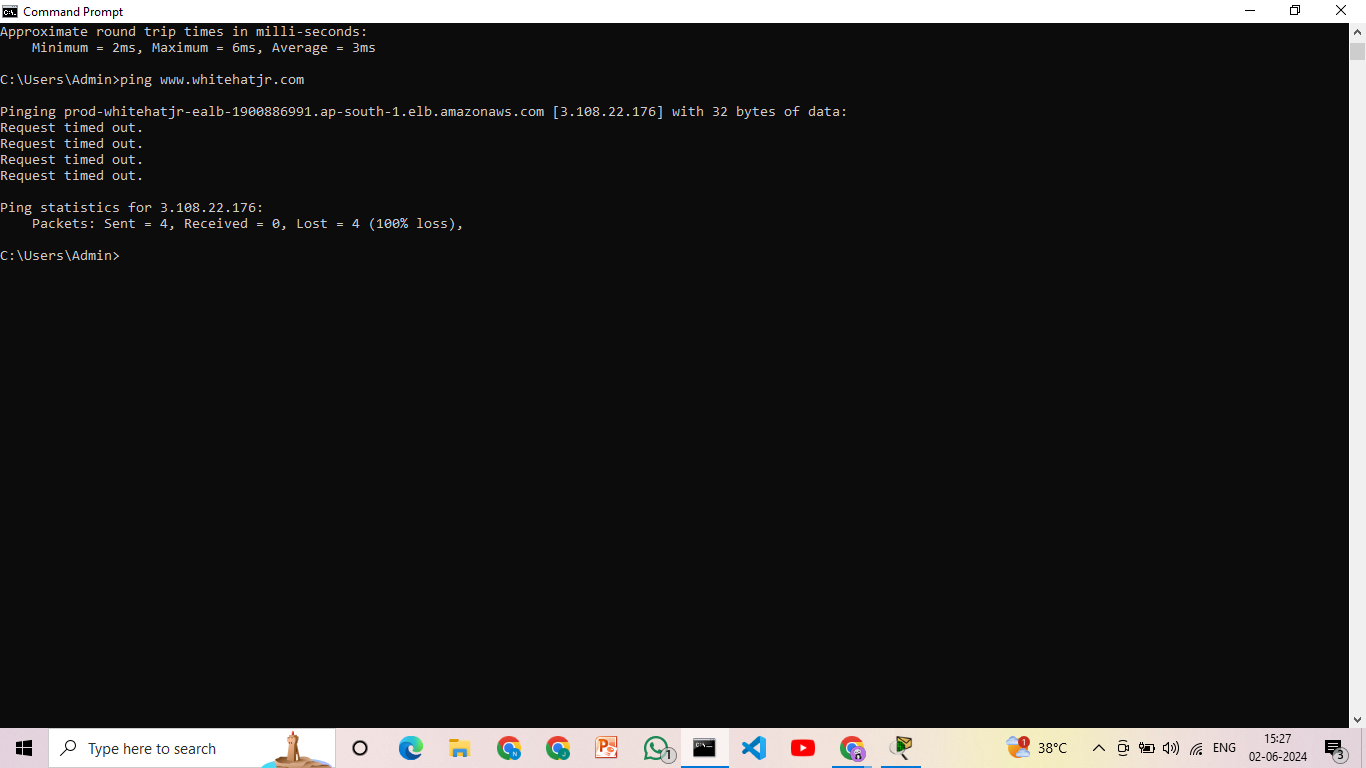 Command Prompt
Approximate round trip times in milli-seconds:
    Minimum = 2ms, Maximum = 6ms, Average = 3ms
C:\Users\Admin>ping www.whitehatjr.com
Pinging prod-whitehatjr-ealb-1900886991.ap-south-1.elb.amazonaws.com [3.108.22.176] with 32 bytes of data:
Request timed out.
Request timed out.
Request timed out.
Request timed out.
Ping statistics for 3.108.22.176:
    Packets: Sent = 4, Received = 0, Lost = 4 (100% loss),
C:\Users\Admin>
Type here to search
1
1
38°C
ENG
15:27
02-06-2024
3